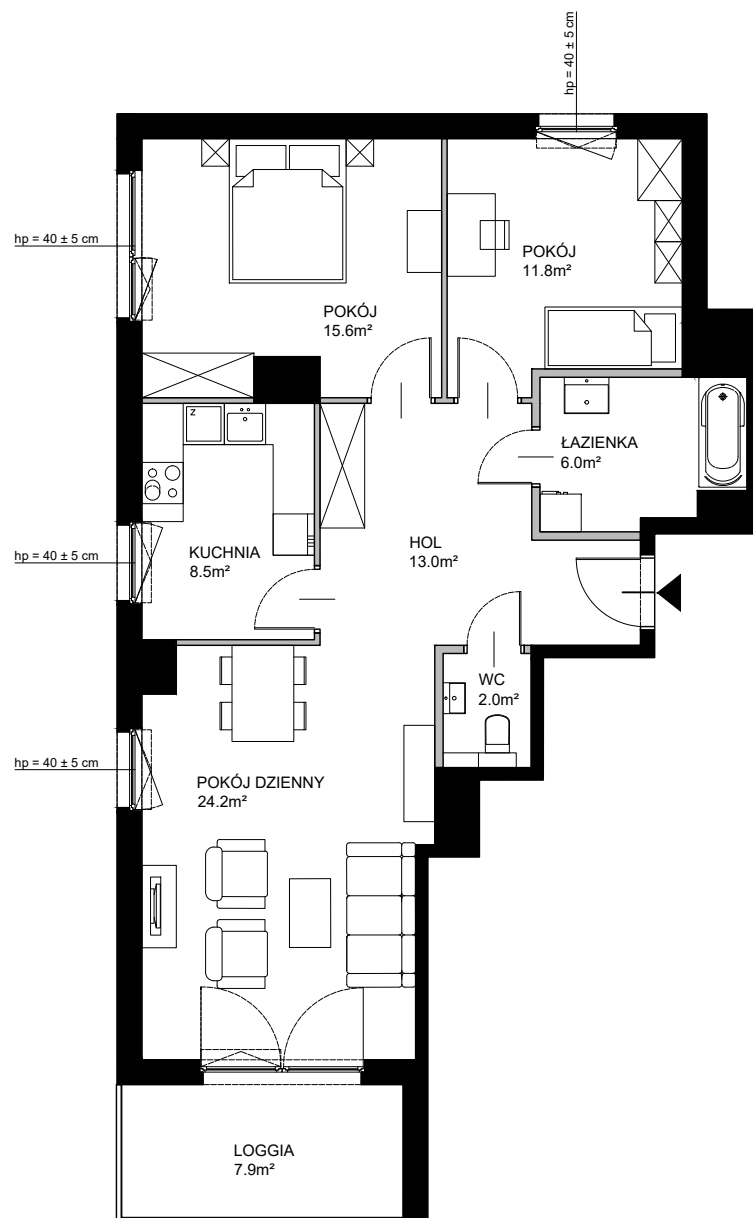 hp = 40 ± 5 cm
hp = 40 ± 5 cm
POKÓJ
11.8m²
POKÓJ
15.6m²
Z
ŁAZIENKA
6.0m²
HOL
13.0m²
KUCHNIA
8.5m²
hp = 40 ± 5 cm
WC
2.0m²
hp = 40 ± 5 cm
POKÓJ DZIENNY
24.2m²
LOGGIA
7.9m²